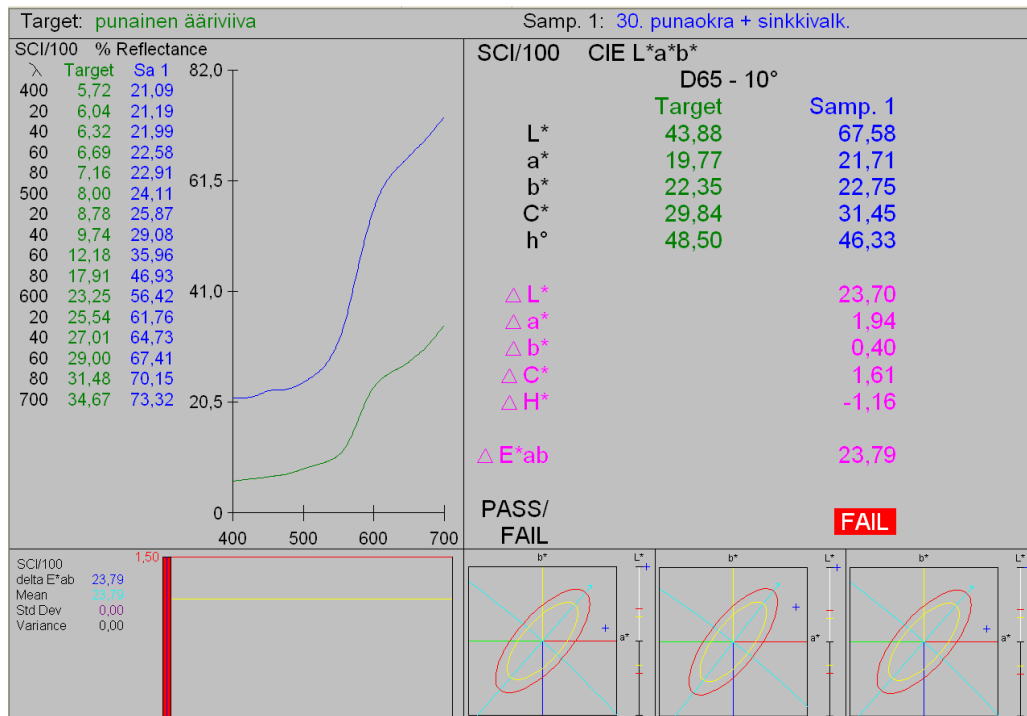 Target: punainen ääriviiva
Samp. 1: 30. punaokra + sinkkivalk.
SCI/100 % Reflectance
λ Target Sa 1
400 5,72 21,09
20 6,04 21,19
40 6,32 21,99
60 6,69 22,58
80 7,16 22,91
500 8,00 24,11
20 8,78 25,87
40 9,74 29,08
60 12,18 35,96
80 17,91 46,93
600 23,25 56,42
20 25,54 61,76
40 27,01 64,73
60 29,00 67,41
80 31,48 70,15
700 34,67 73,32
82,0
61,5
41,0
20,5
0
400 500 600 700
SCI/100 CIE L*a*b*
D65 - 10°
Target Samp. 1
L* 43,88 67,58
a* 19,77 21,71
b* 22,35 22,75
C* 29,84 31,45
h° 48,50 46,33
△ L* 23,70
△ a* 1,94
△ b* 0,40
△ C* 1,61
△ H* -1,16
△ E*ab 23,79
PASS/
FAIL
FAIL
SCI/100
delta E*ab 23,79
Mean 23,79
Std Dev 0,00
Variance 0,00
1,50
b* L*
a*
b* L*
a*
b* L*
a*